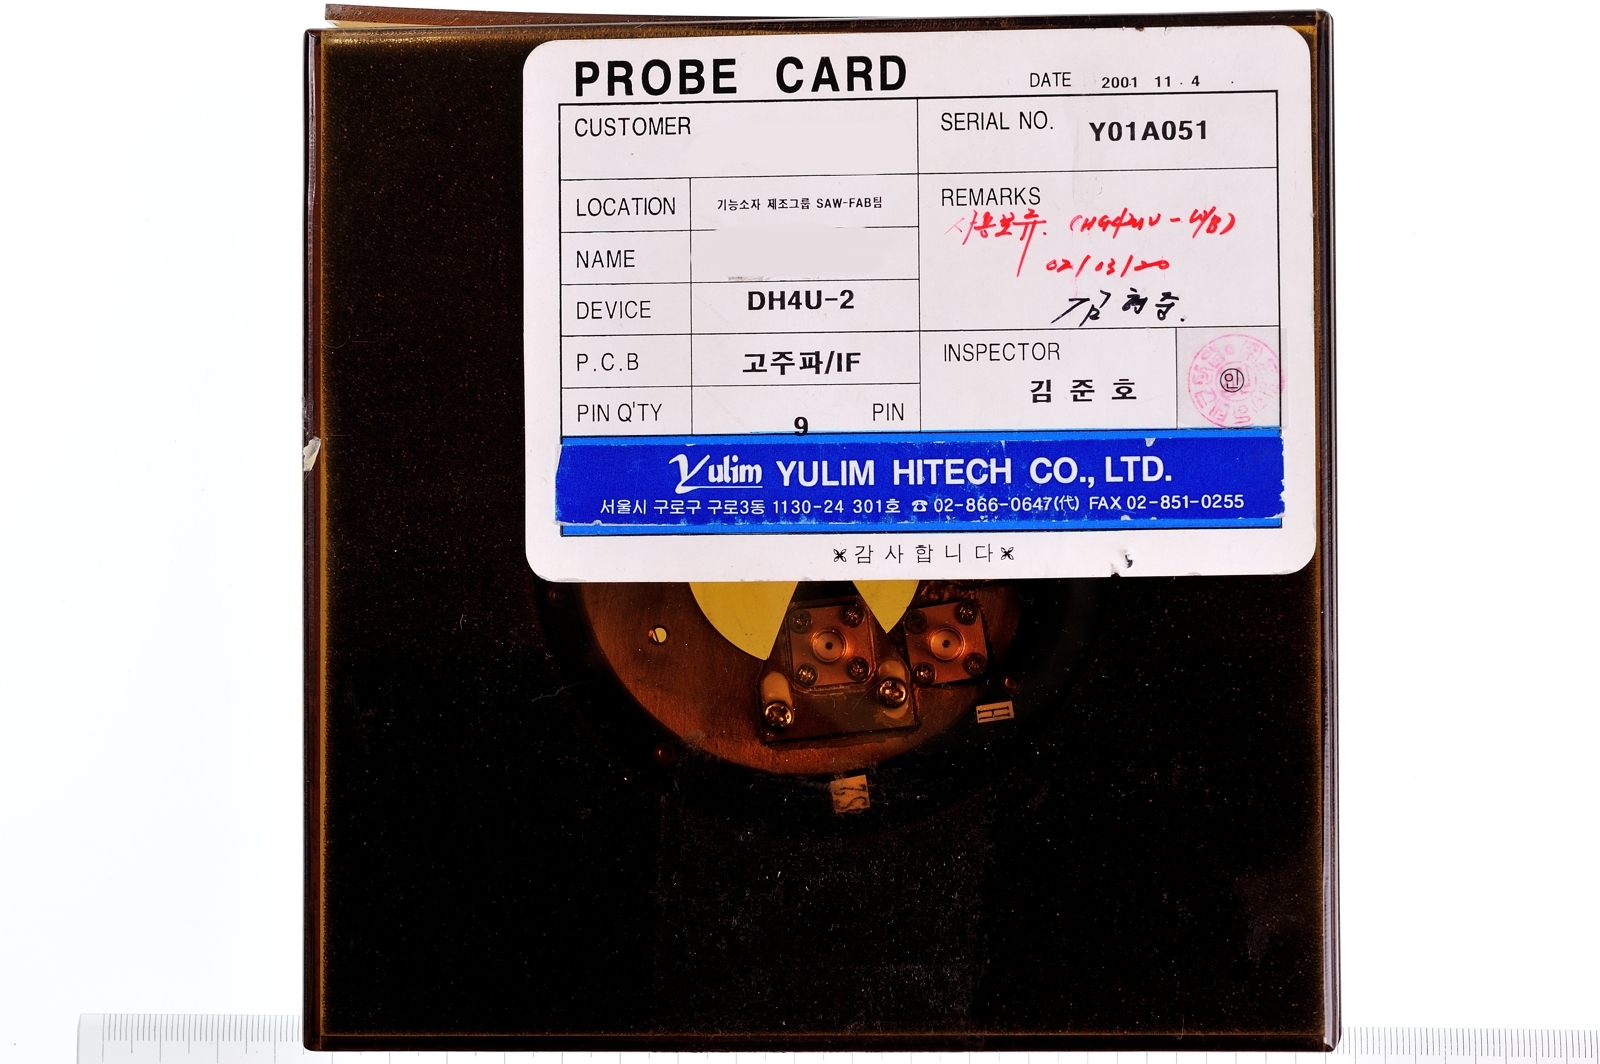 PROBE CARD
DATE 2001 11 . 4
CUSTOMER
SERIAL NO. Y01A051
LOCATION 기능소자 제조그룹 SAW-FAB팀
REMARKS
사용보류.
02/03/20
NAME
DEVICE DH4U-2
P.C.B 고주파/IF
INSPECTOR
김 준 호
인
PIN Q'TY 9 PIN
Yulim YULIM HITECH CO., LTD.
서울시 구로구 구로3동 1130-24 301호 ☎ 02-866-0647(代) FAX 02-851-0255
※감사합니다※